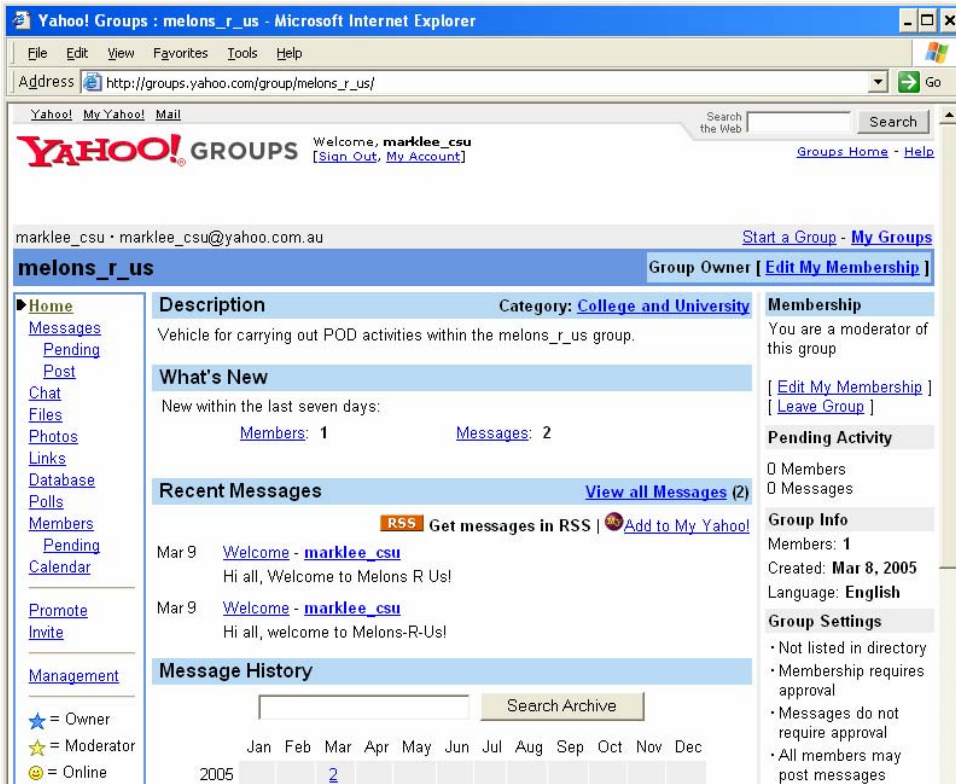 Yahoo! Groups : melons_r_us - Microsoft Internet Explorer
File Edit View Favorites Tools Help
Address http://groups.yahoo.com/group/melons_r_us/ Go
Yahoo! My Yahoo! Mail
Search the Web Search
YAHOO! GROUPS
Welcome, marklee_csu
[Sign Out, My Account]
Groups Home - Help
marklee_csu · marklee_csu@yahoo.com.au
Start a Group - My Groups
melons_r_us
Group Owner [ Edit My Membership ]
Home
Messages
Pending
Post
Chat
Files
Photos
Links
Database
Polls
Members
Pending
Calendar
Promote
Invite
Management
= Owner
= Moderator
= Online
Description Category: College and University
Vehicle for carrying out POD activities within the melons_r_us group.
What's New
New within the last seven days:
Members: 1 Messages: 2
Recent Messages View all Messages (2)
RSS Get messages in RSS | My Add to My Yahoo!
Mar 9 Welcome - marklee_csu
Hi all, Welcome to Melons R Us!
Mar 9 Welcome - marklee_csu
Hi all, welcome to Melons-R-Us!
Message History
Search Archive
Jan Feb Mar Apr May Jun Jul Aug Sep Oct Nov Dec
2005 2
Membership
You are a moderator of
this group
[ Edit My Membership ]
[ Leave Group ]
Pending Activity
0 Members
0 Messages
Group Info
Members: 1
Created: Mar 8, 2005
Language: English
Group Settings
· Not listed in directory
· Membership requires
approval
· Messages do not
require approval
· All members may
post messages